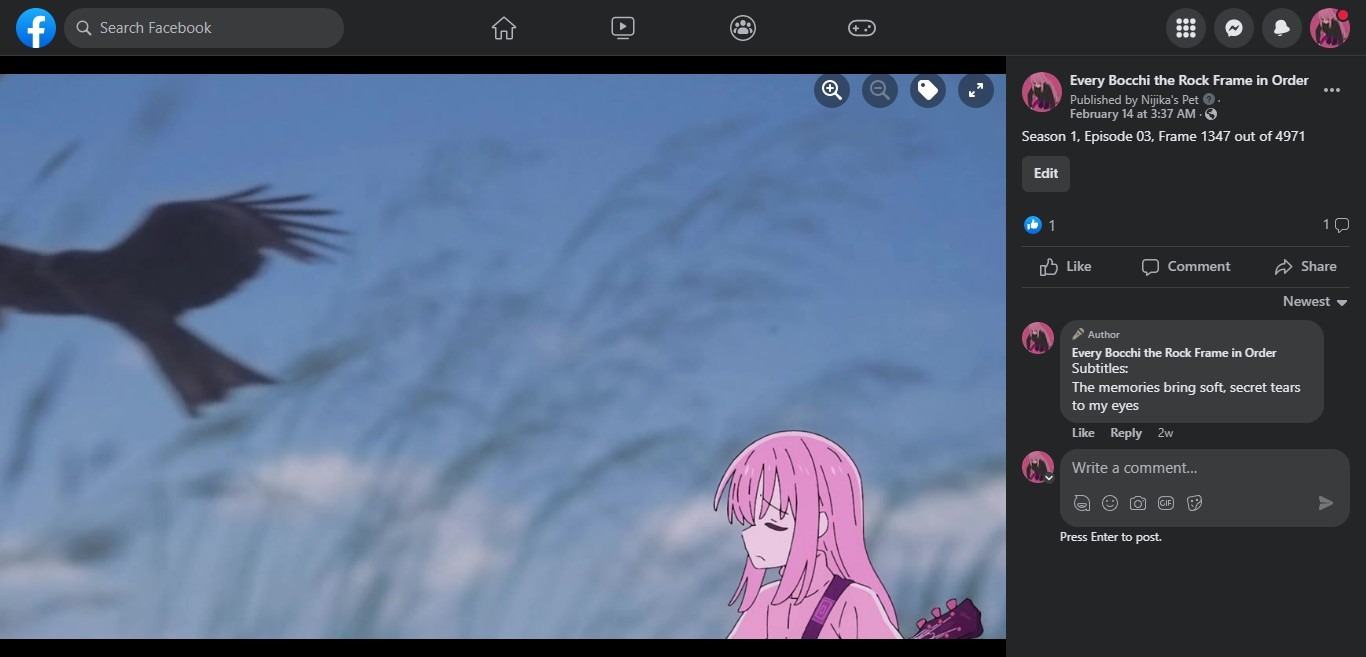 Search Facebook
Every Bocchi the Rock Frame in Order
Published by Nijika's Pet ·
February 14 at 3:37 AM ·
Season 1, Episode 03, Frame 1347 out of 4971
Edit
1
1
Like
Comment
Share
Newest
Author
Every Bocchi the Rock Frame in Order
Subtitles:
The memories bring soft, secret tears
to my eyes
Like Reply 2w
Write a comment...
GIF
Press Enter to post.